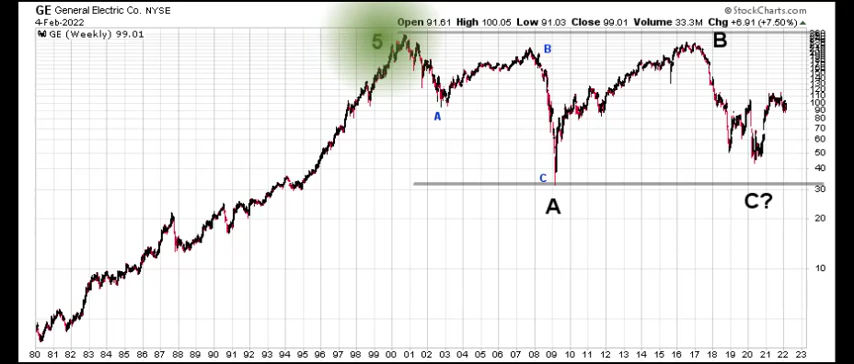 GE General Electric Co. NYSE
© StockCharts.com
4-Feb-2022
Open 91.61 High 100.05 Low 91.03 Close 99.01 Volume 33.3M Chg +6.91 (+7.50%)
GE (Weekly) 99.01
5
B
B
120
110
100
90
A
80
70
60
50
40
C
30
A
C?
20
10
80 81 82 83 84 85 86 87 88 89 90 91 92 93 94 95 96 97 98 99 00 01 02 03 04 05 06 07 08 09 10 11 12 13 14 15 16 17 18 19 20 21 22 23